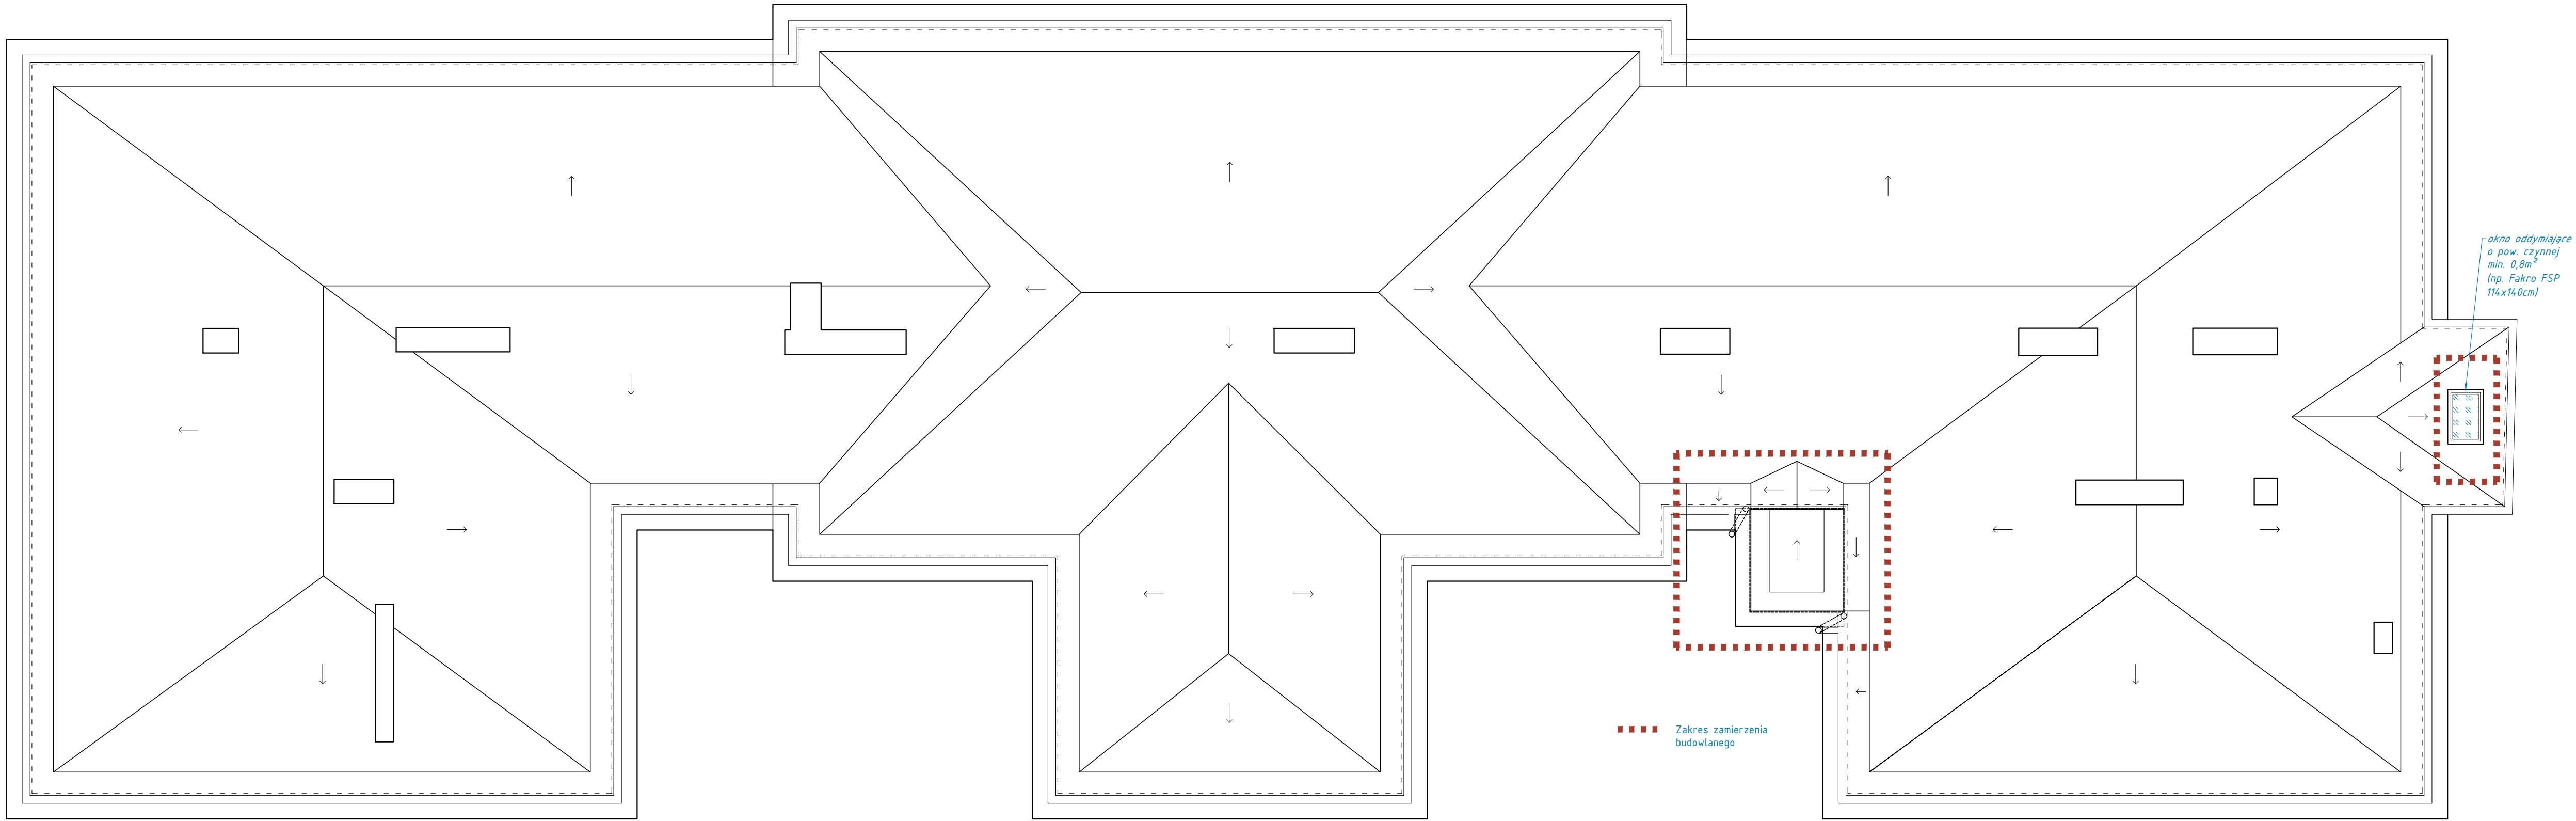 okno oddymiające
o pow. czynnej
min. 0,8m²
(np. Fakro FSP
114x140cm)
Zakres zamierzenia
budowlanego